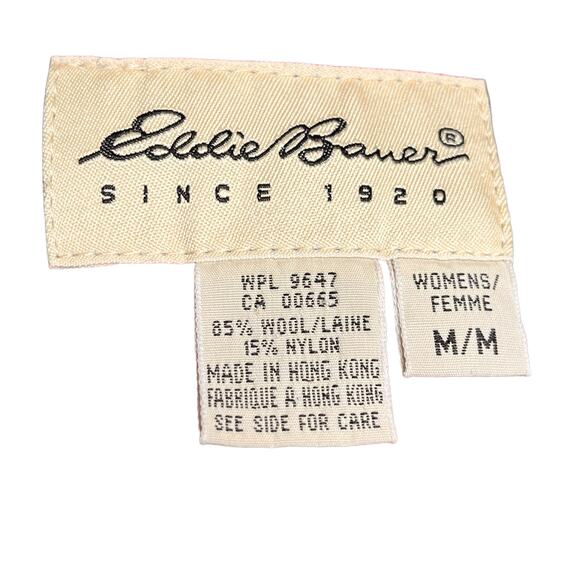 Eddie Bauer®
SINCE 1920
WPL 9647
CA 00665
85% WOOL/LAINE
15% NYLON
MADE IN HONG KONG
FABRIQUE A HONG KONG
SEE SIDE FOR CARE
WOMENS/
FEMME
M/M